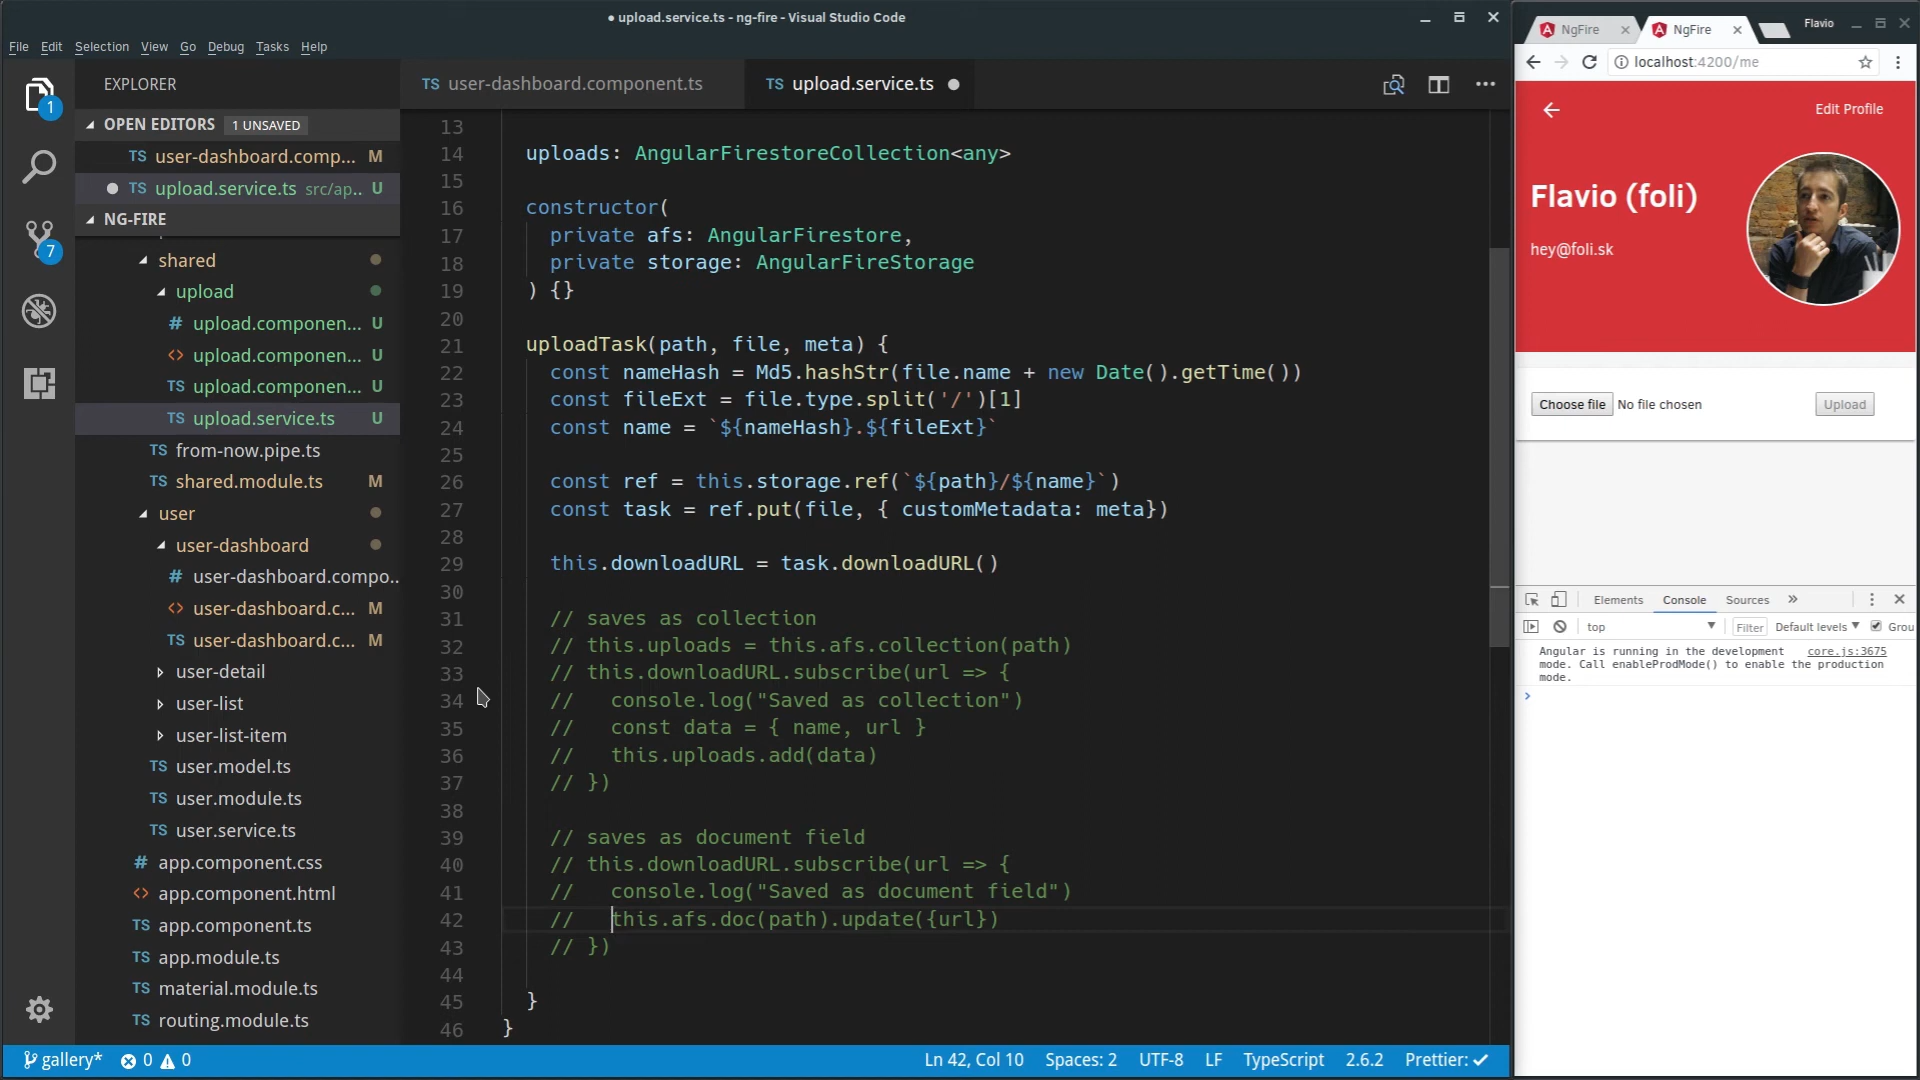 ● upload.service.ts - ng-fire - Visual Studio Code
File Edit Selection View Go Debug Tasks Help
EXPLORER
OPEN EDITORS 1 UNSAVED
TS user-dashboard.comp... M
TS upload.service.ts src/ap.. U
NG-FIRE
shared
upload
# upload.componen... U
<> upload.componen... U
TS upload.componen... U
TS upload.service.ts U
TS from-now.pipe.ts
TS shared.module.ts M
user
user-dashboard
# user-dashboard.compo..
<> user-dashboard.c... M
TS user-dashboard.c... M
user-detail
user-list
user-list-item
TS user.model.ts
TS user.module.ts
TS user.service.ts
# app.component.css
<> app.component.html
TS app.component.ts
TS app.module.ts
TS material.module.ts
TS routing.module.ts
1
7
TS user-dashboard.component.ts TS upload.service.ts ●
13
14 uploads: AngularFirestoreCollection<any>
15
16 constructor(
17 private afs: AngularFirestore,
18 private storage: AngularFireStorage
19 ) {}
20
21 uploadTask(path, file, meta) {
22 const nameHash = Md5.hashStr(file.name + new Date().getTime())
23 const fileExt = file.type.split('/')[1]
24 const name = `${nameHash}.${fileExt}`
25
26 const ref = this.storage.ref(`${path}/${name}`)
27 const task = ref.put(file, { customMetadata: meta})
28
29 this.downloadURL = task.downloadURL()
30
31 // saves as collection
32 // this.uploads = this.afs.collection(path)
33 // this.downloadURL.subscribe(url => {
34 // console.log("Saved as collection")
35 // const data = { name, url }
36 // this.uploads.add(data)
37 // })
38
39 // saves as document field
40 // this.downloadURL.subscribe(url => {
41 // console.log("Saved as document field")
42 // this.afs.doc(path).update({url})
43 // })
44
45 }
46 }
gallery* 0 0 Ln 42, Col 10 Spaces: 2 UTF-8 LF TypeScript 2.6.2 Prettier: ✓
NgFire NgFire Flavio
localhost:4200/me
Edit Profile
Flavio (foli)
hey@foli.sk
Choose file No file chosen Upload
Elements Console Sources »
top Filter Default levels Grou
Angular is running in the development core.js:3675
mode. Call enableProdMode() to enable the production
mode.